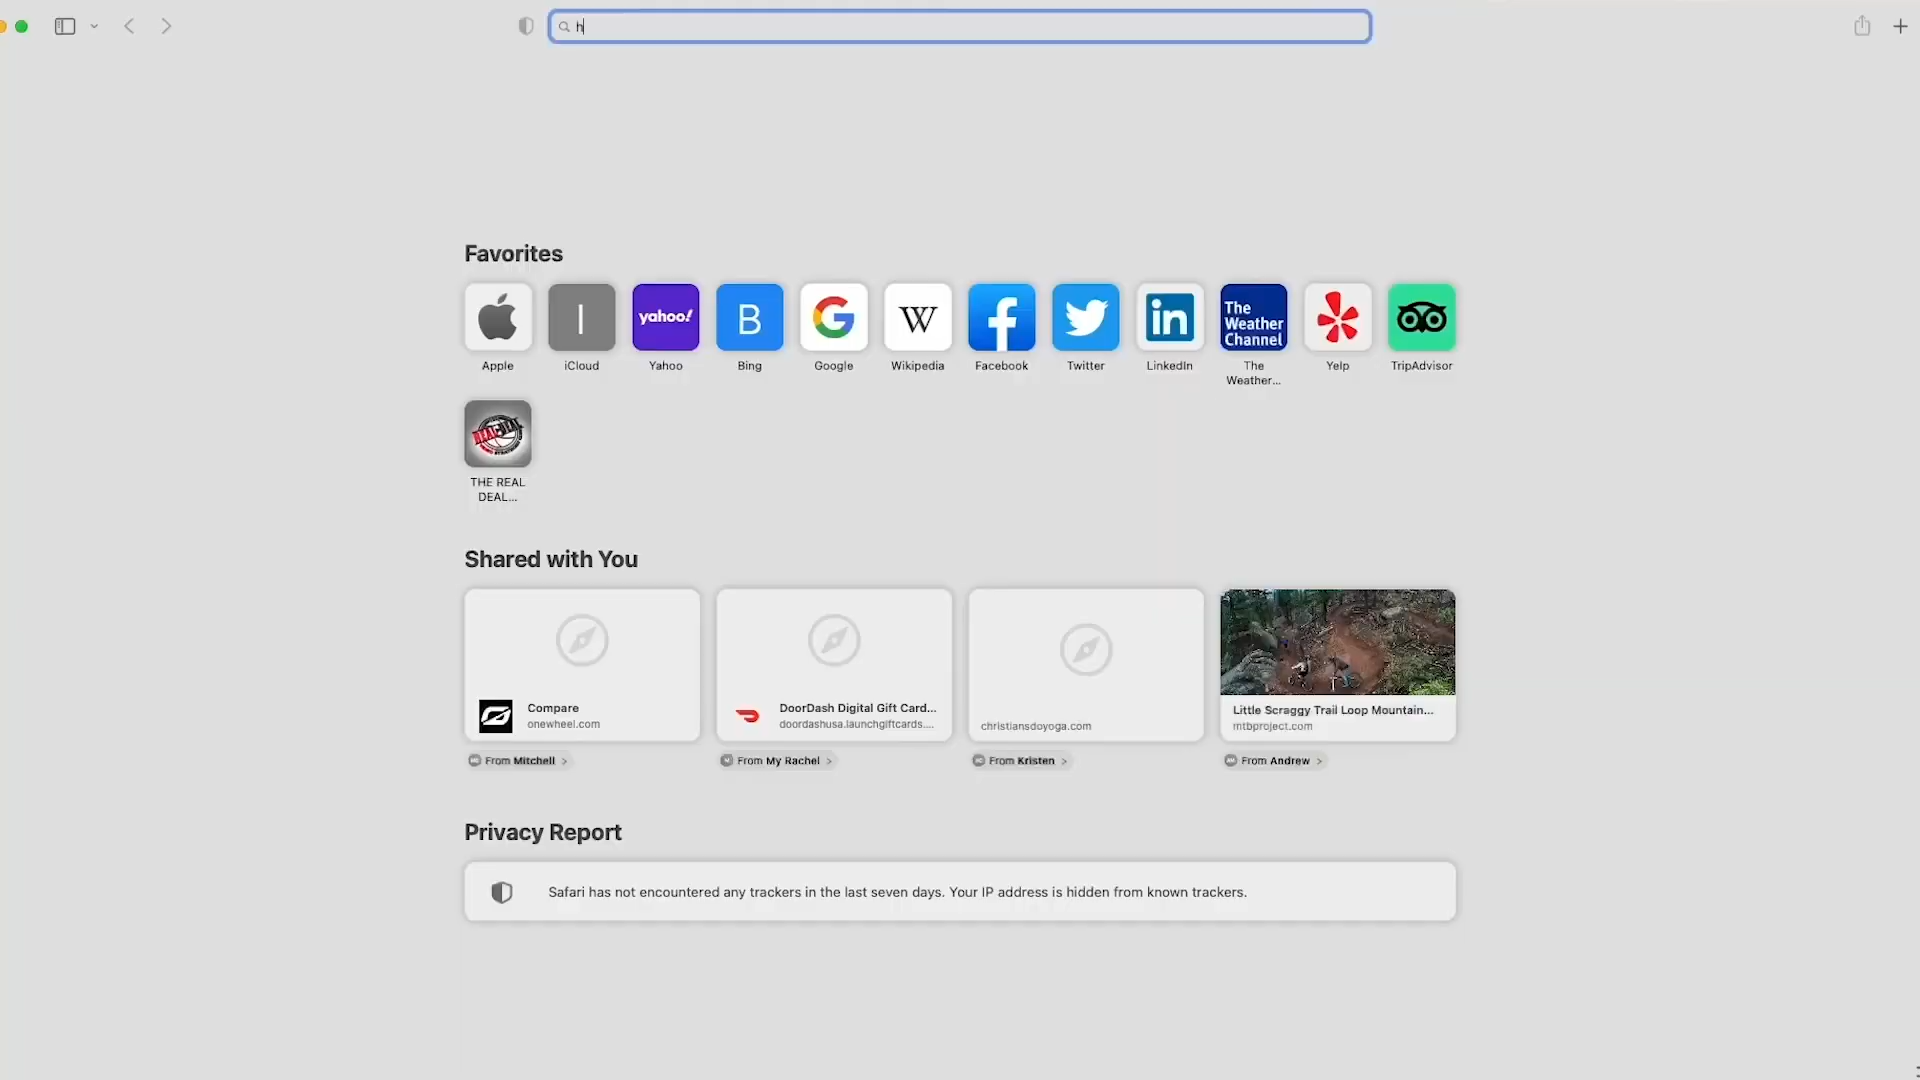 h
Favorites
I
yahoo!
B
W
f
in
The
Weather
Channel
Apple
iCloud
Yahoo
Bing
Google
Wikipedia
Facebook
Twitter
LinkedIn
The
Weather...
Yelp
TripAdvisor
REAL DEAL
THE REAL
DEAL...
Shared with You
Compare
onewheel.com
DoorDash Digital Gift Card...
doordashusa.launchgiftcards....
christiansdoyoga.com
Little Scraggy Trail Loop Mountain...
mtbproject.com
From Mitchell >
From My Rachel >
From Kristen >
From Andrew >
Privacy Report
Safari has not encountered any trackers in the last seven days. Your IP address is hidden from known trackers.